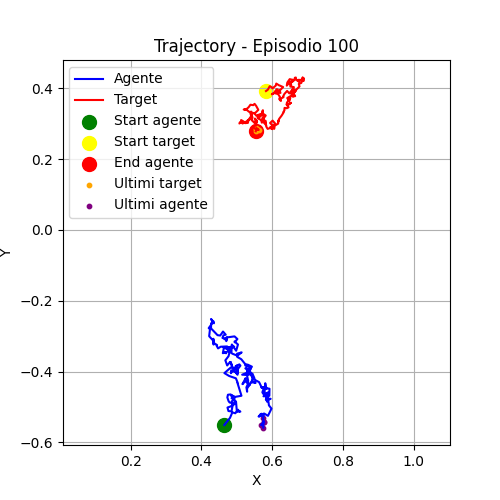 Trajectory - Episodio 100
Agente
Target
Start agente
Start target
End agente
Ultimi target
Ultimi agente
0.4
0.2
0.0
−0.2
−0.4
−0.6
Y
0.2
0.4
0.6
0.8
1.0
X